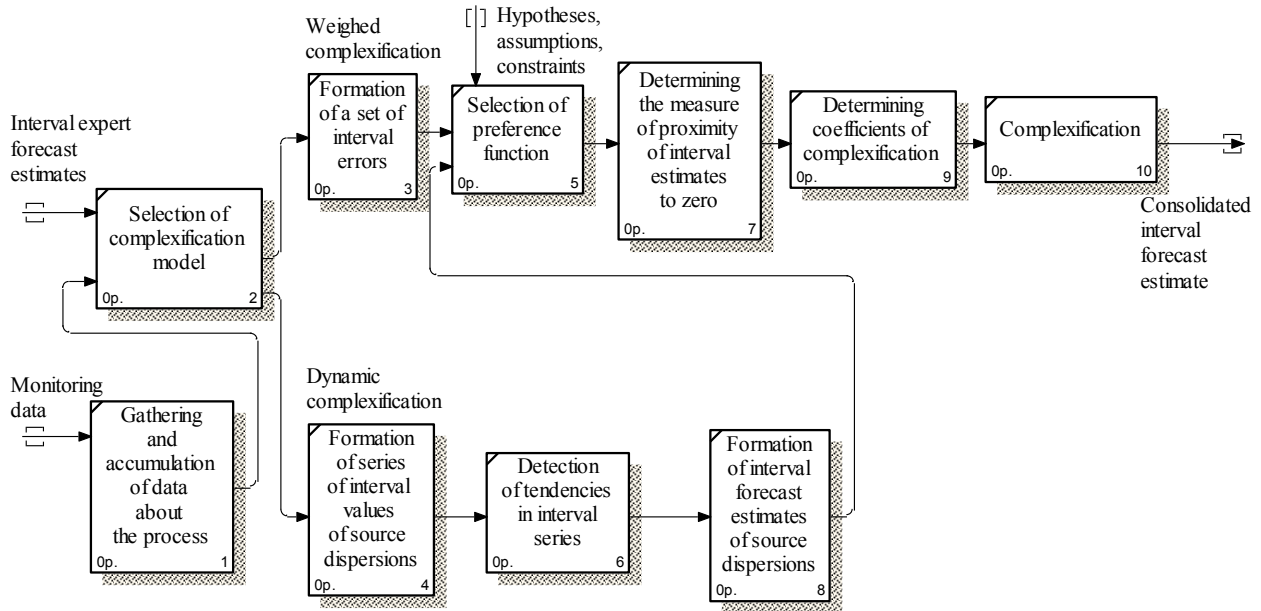 Interval expert
forecast
estimates
Monitoring
data
Gathering
and
accumulation
of data
about
the process
0p.
1
Selection of
complexification
model
0p.
2
Weighed
complexification
Formation
of a set of
interval
errors
0p.
3
Hypotheses,
assumptions,
constraints
Selection of
preference
function
0p.
5
Determining
the measure
of proximity
of interval
estimates
to zero
0p.
7
Determining
coefficients of
complexification
0p.
9
Complexification
0p.
10
Consolidated
interval
forecast
estimate
Dynamic
complexification
Formation
of series
of interval
values
of source
dispersions
0p.
4
Detection
of tendencies
in interval
series
0p.
6
Formation
of interval
forecast
estimates
of source
dispersions
0p.
8